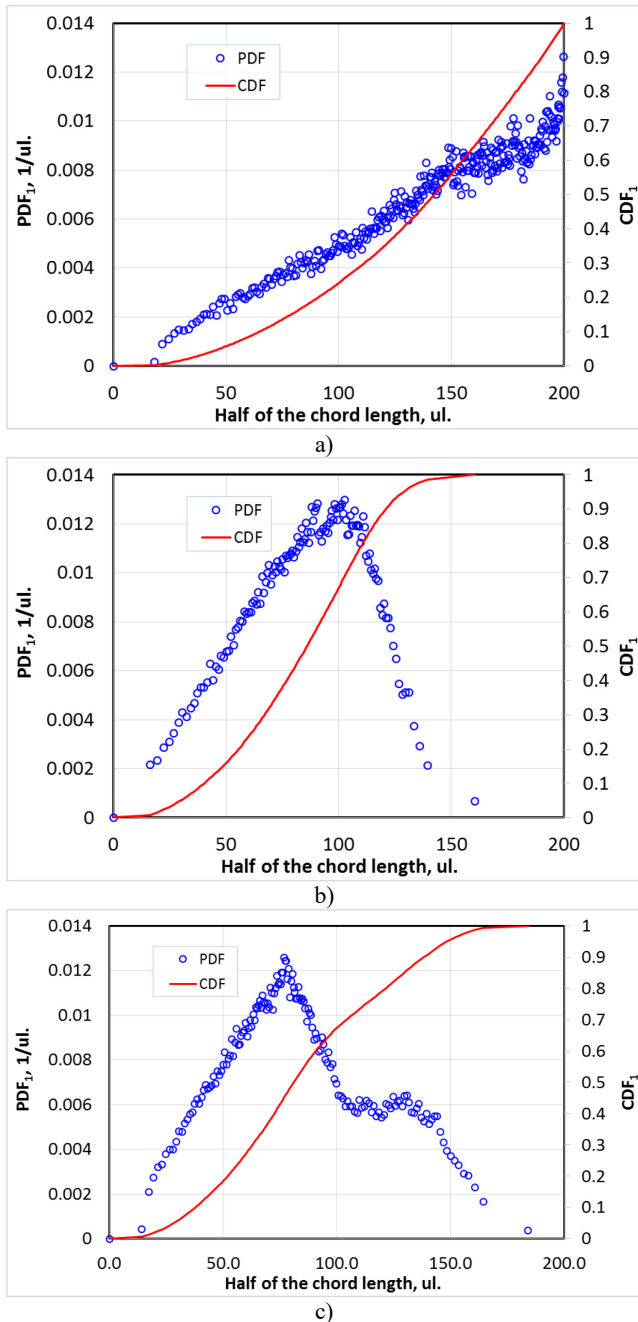 0.014
0.012
0.01
0.008
0.006
0.004
0.002
0
PDF₁, 1/ul.
PDF
CDF
1
0.9
0.8
0.7
0.6
0.5
0.4
0.3
0.2
0.1
0
CDF₁
0 50 100 150 200
Half of the chord length, ul.
a)
0.014
0.012
0.01
0.008
0.006
0.004
0.002
0
PDF₁, 1/ul.
PDF
CDF
1
0.9
0.8
0.7
0.6
0.5
0.4
0.3
0.2
0.1
0
CDF₁
0 50 100 150 200
Half of the chord length, ul.
b)
0.014
0.012
0.01
0.008
0.006
0.004
0.002
0
PDF₁, 1/ul.
PDF
CDF
1
0.9
0.8
0.7
0.6
0.5
0.4
0.3
0.2
0.1
0
CDF₁
0.0 50.0 100.0 150.0 200.0
Half of the chord length, ul.
c)